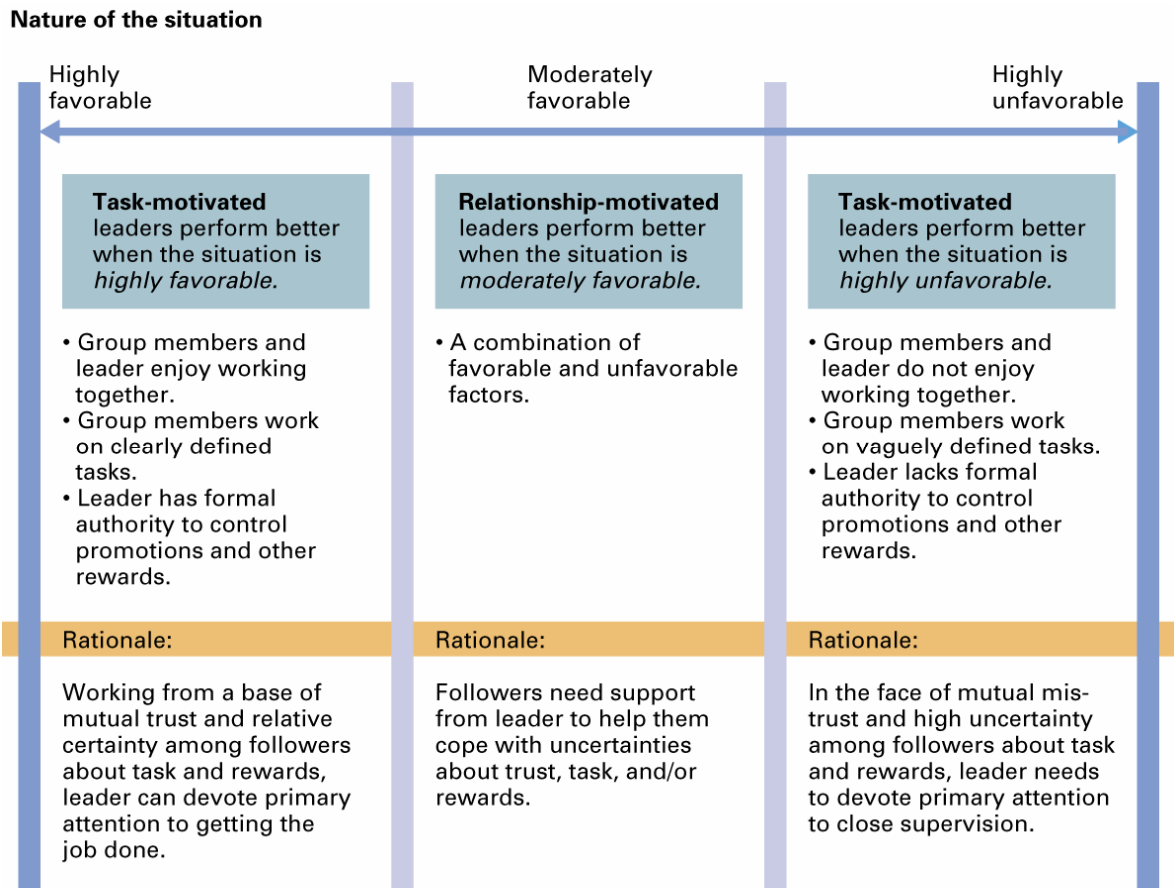 Nature of the situation
Highly
favorable
Moderately
favorable
Highly
unfavorable
Task-motivated
leaders perform better
when the situation is
highly favorable.
• Group members and
leader enjoy working
together.
• Group members work
on clearly defined
tasks.
• Leader has formal
authority to control
promotions and other
rewards.
Rationale:
Working from a base of
mutual trust and relative
certainty among followers
about task and rewards,
leader can devote primary
attention to getting the
job done.
Relationship-motivated
leaders perform better
when the situation is
moderately favorable.
• A combination of
favorable and unfavorable
factors.
Rationale:
Followers need support
from leader to help them
cope with uncertainties
about trust, task, and/or
rewards.
Task-motivated
leaders perform better
when the situation is
highly unfavorable.
• Group members and
leader do not enjoy
working together.
• Group members work
on vaguely defined tasks.
• Leader lacks formal
authority to control
promotions and other
rewards.
Rationale:
In the face of mutual mis-
trust and high uncertainty
among followers about task
and rewards, leader needs
to devote primary attention
to close supervision.